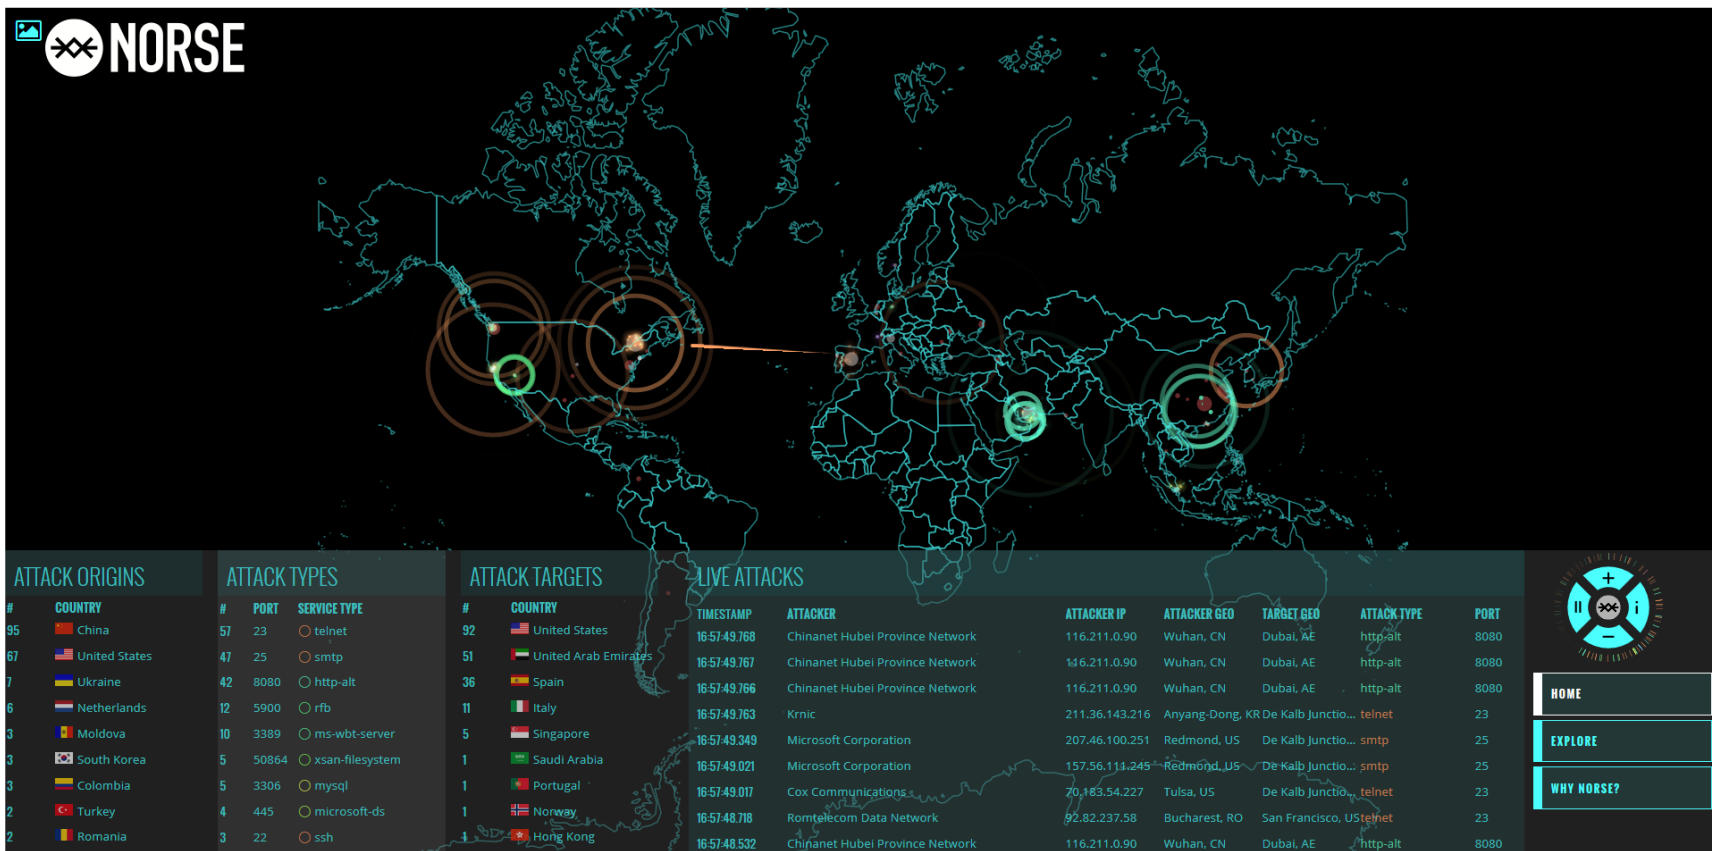 NORSE
ATTACK ORIGINS
# COUNTRY
95 China
67 United States
7 Ukraine
6 Netherlands
3 Moldova
3 South Korea
3 Colombia
2 Turkey
2 Romania
ATTACK TYPES
# PORT SERVICE TYPE
57 23 telnet
47 25 smtp
42 8080 http-alt
12 5900 rfb
10 3389 ms-wbt-server
5 50864 xsan-filesystem
5 3306 mysql
4 445 microsoft-ds
3 22 ssh
ATTACK TARGETS
# COUNTRY
92 United States
51 United Arab Emirates
36 Spain
11 Italy
5 Singapore
1 Saudi Arabia
1 Portugal
1 Norway
1 Hong Kong
LIVE ATTACKS
TIMESTAMP ATTACKER ATTACKER IP ATTACKER GEO TARGET GEO ATTACK TYPE PORT
16:57:49.768 Chinanet Hubei Province Network 116.211.0.90 Wuhan, CN Dubai, AE http-alt 8080
16:57:49.767 Chinanet Hubei Province Network 116.211.0.90 Wuhan, CN Dubai, AE http-alt 8080
16:57:49.766 Chinanet Hubei Province Network 116.211.0.90 Wuhan, CN Dubai, AE http-alt 8080
16:57:49.763 Krnic 211.36.143.216 Anyang-Dong, KR De Kalb Junctio... telnet 23
16:57:49.349 Microsoft Corporation 207.46.100.251 Redmond, US De Kalb Junctio... smtp 25
16:57:49.021 Microsoft Corporation 157.56.111.245 Redmond, US De Kalb Junctio... smtp 25
16:57:49.017 Cox Communications 70.183.54.227 Tulsa, US De Kalb Junctio... telnet 23
16:57:48.718 Romtelecom Data Network 92.82.237.58 Bucharest, RO San Francisco, US telnet 23
16:57:48.532 Chinanet Hubei Province Network 116.211.0.90 Wuhan, CN Dubai, AE http-alt 8080
HOME
EXPLORE
WHY NORSE?